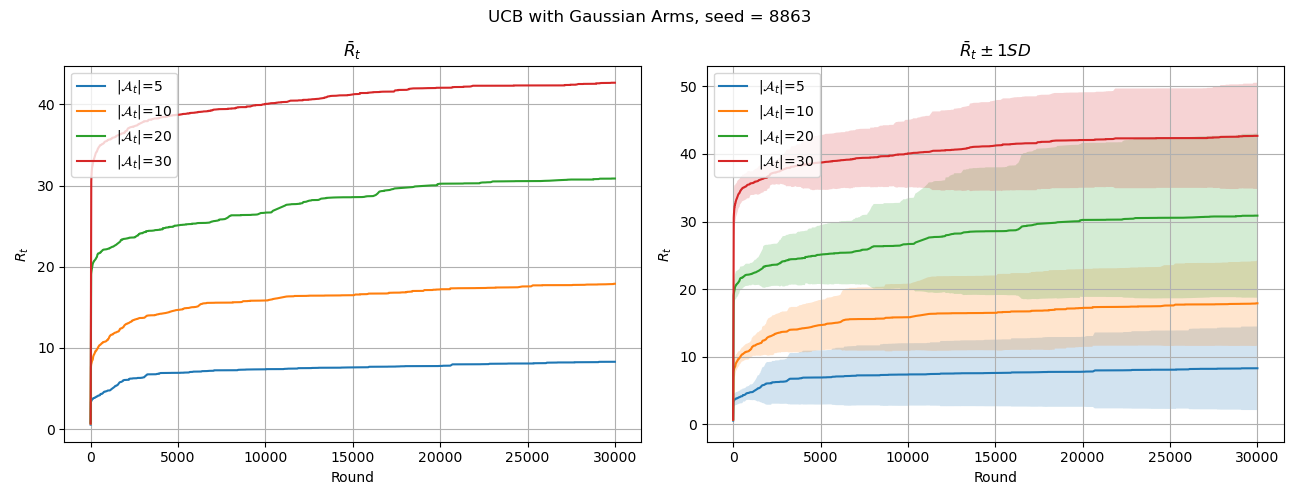 UCB with Gaussian Arms, seed = 8863
R̄ₜ
|𝒜ₜ|=5
|𝒜ₜ|=10
|𝒜ₜ|=20
|𝒜ₜ|=30
40
30
20
10
0
Rₜ
0 5000 10000 15000 20000 25000 30000
Round
R̄ₜ ± 1SD
|𝒜ₜ|=5
|𝒜ₜ|=10
|𝒜ₜ|=20
|𝒜ₜ|=30
50
40
30
20
10
0
Rₜ
0 5000 10000 15000 20000 25000 30000
Round